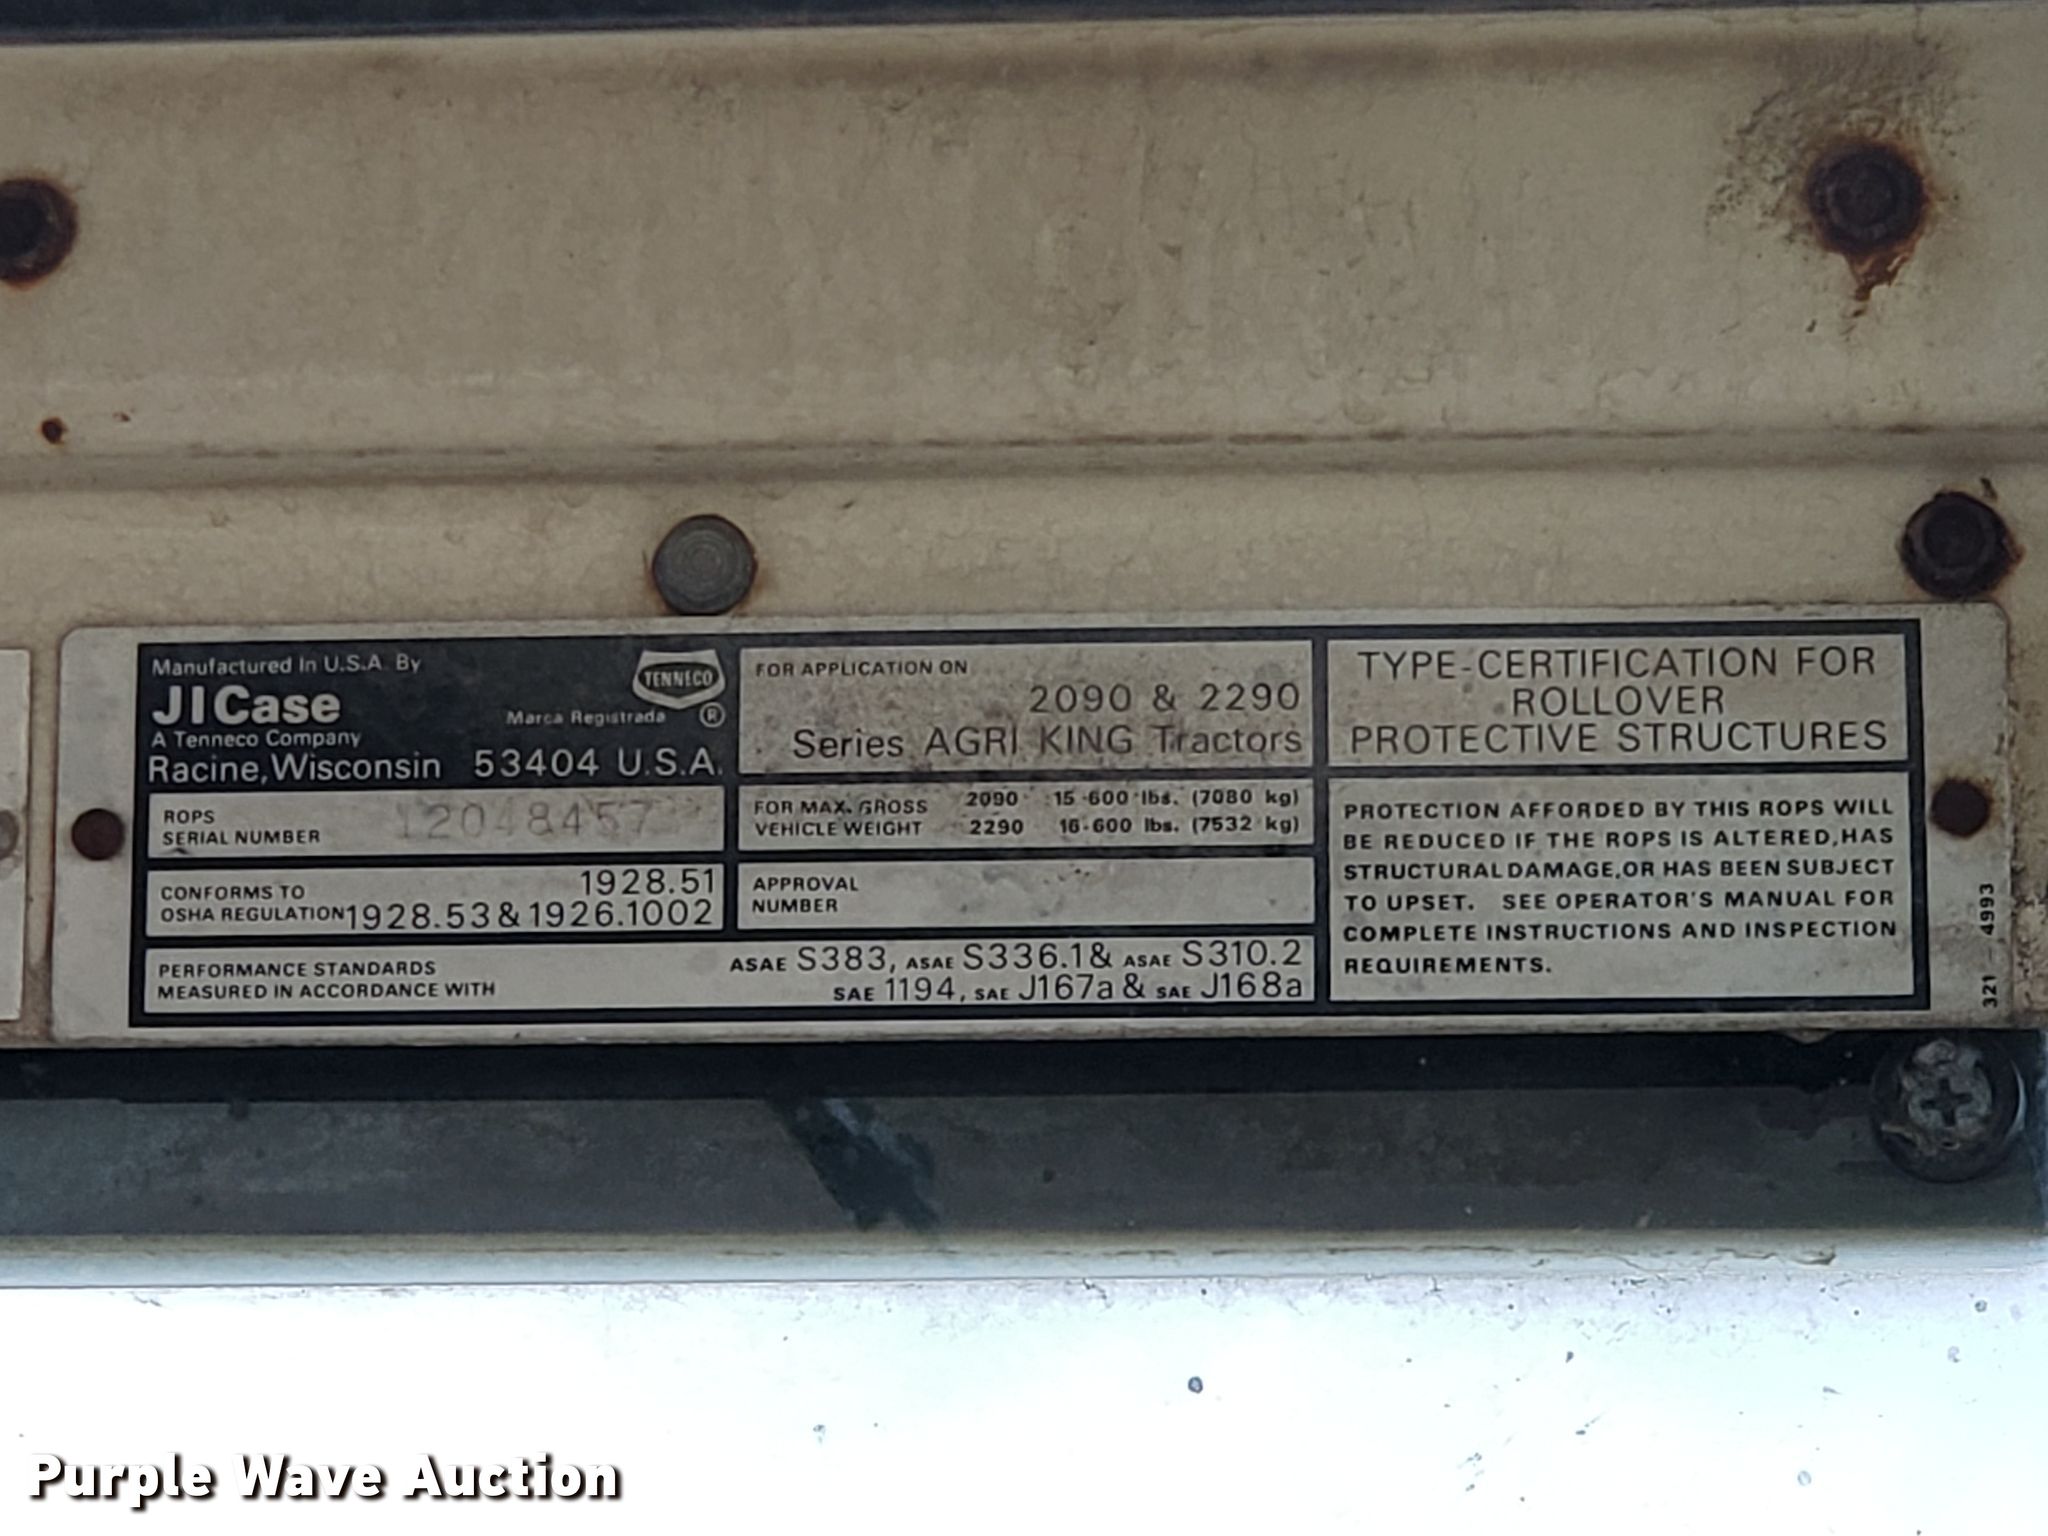 Manufactured In U.S.A. By
JI Case
TENNECO
Marca Registrada ®
A Tenneco Company
Racine, Wisconsin 53404 U.S.A.
ROPS
SERIAL NUMBER 12048457
CONFORMS TO 1928.51
OSHA REGULATION 1928.53 & 1926.1002
PERFORMANCE STANDARDS ASAE S383, ASAE S336.1 & ASAE S310.2
MEASURED IN ACCORDANCE WITH SAE 1194, SAE J167a & SAE J168a
FOR APPLICATION ON
2090 & 2290
Series AGRI KING Tractors
FOR MAX. GROSS 2090 15-600 lbs. (7080 kg)
VEHICLE WEIGHT 2290 16-600 lbs. (7532 kg)
APPROVAL
NUMBER
TYPE-CERTIFICATION FOR
ROLLOVER
PROTECTIVE STRUCTURES
PROTECTION AFFORDED BY THIS ROPS WILL
BE REDUCED IF THE ROPS IS ALTERED, HAS
STRUCTURAL DAMAGE, OR HAS BEEN SUBJECT
TO UPSET. SEE OPERATOR'S MANUAL FOR
COMPLETE INSTRUCTIONS AND INSPECTION
REQUIREMENTS.
321-4993
Purple Wave Auction